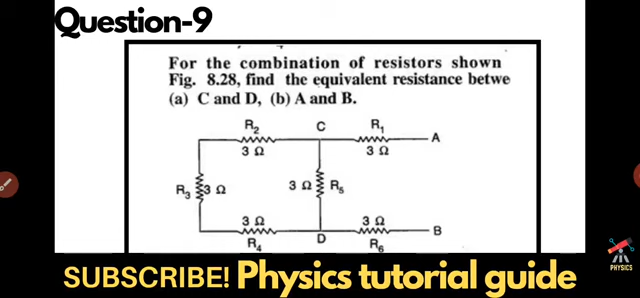 Question-9
For the combination of resistors shown
Fig. 8.28, find the equivalent resistance betwe
(a) C and D, (b) A and B.
R2 C R1
A
3 Ω 3 Ω
R3 3 Ω 3 Ω R5
3 Ω 3 Ω
B
R4 D R6
PHYSICS
SUBSCRIBE! Physics tutorial guide